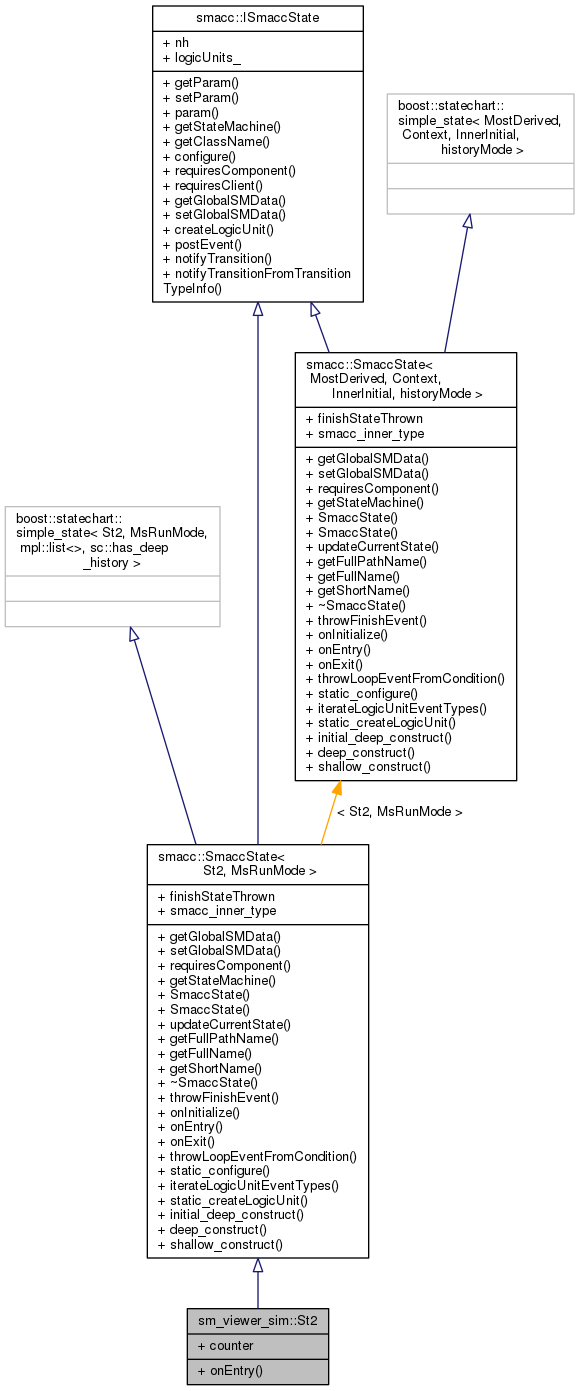 smacc::ISmaccState
+ nh
+ logicUnits_
+ getParam()
+ setParam()
+ param()
+ getStateMachine()
+ getClassName()
+ configure()
+ requiresComponent()
+ requiresClient()
+ getGlobalSMData()
+ setGlobalSMData()
+ createLogicUnit()
+ postEvent()
+ notifyTransition()
+ notifyTransitionFromTransition
TypeInfo()
boost::statechart::
simple_state< MostDerived,
Context, InnerInitial,
historyMode >
smacc::SmaccState<
MostDerived, Context,
InnerInitial, historyMode >
+ finishStateThrown
+ smacc_inner_type
+ getGlobalSMData()
+ setGlobalSMData()
+ requiresComponent()
+ getStateMachine()
+ SmaccState()
+ SmaccState()
+ updateCurrentState()
+ getFullPathName()
+ getFullName()
+ getShortName()
+ ~SmaccState()
+ throwFinishEvent()
+ onInitialize()
+ onEntry()
+ onExit()
+ throwLoopEventFromCondition()
+ static_configure()
+ iterateLogicUnitEventTypes()
+ static_createLogicUnit()
+ initial_deep_construct()
+ deep_construct()
+ shallow_construct()
boost::statechart::
simple_state< St2, MsRunMode,
mpl::list<>, sc::has_deep
_history >
< St2, MsRunMode >
smacc::SmaccState<
St2, MsRunMode >
+ finishStateThrown
+ smacc_inner_type
+ getGlobalSMData()
+ setGlobalSMData()
+ requiresComponent()
+ getStateMachine()
+ SmaccState()
+ SmaccState()
+ updateCurrentState()
+ getFullPathName()
+ getFullName()
+ getShortName()
+ ~SmaccState()
+ throwFinishEvent()
+ onInitialize()
+ onEntry()
+ onExit()
+ throwLoopEventFromCondition()
+ static_configure()
+ iterateLogicUnitEventTypes()
+ static_createLogicUnit()
+ initial_deep_construct()
+ deep_construct()
+ shallow_construct()
sm_viewer_sim::St2
+ counter
+ onEntry()